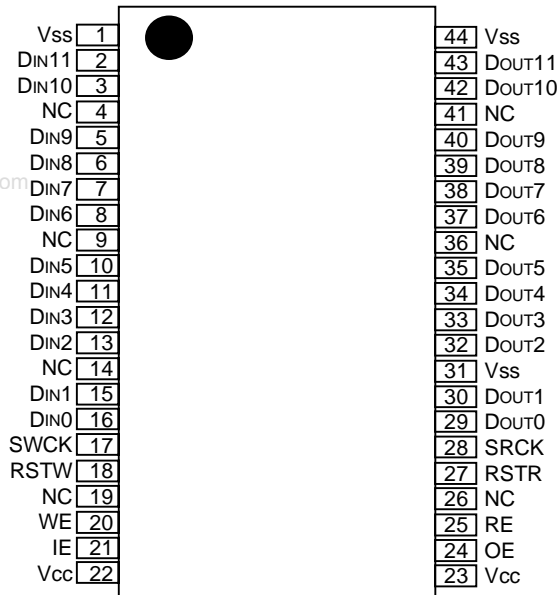 Vss 1 44 Vss
DIN11 2 43 DOUT11
DIN10 3 42 DOUT10
NC 4 41 NC
DIN9 5 40 DOUT9
DIN8 6 39 DOUT8
om DIN7 7 38 DOUT7
DIN6 8 37 DOUT6
NC 9 36 NC
DIN5 10 35 DOUT5
DIN4 11 34 DOUT4
DIN3 12 33 DOUT3
DIN2 13 32 DOUT2
NC 14 31 Vss
DIN1 15 30 DOUT1
DIN0 16 29 DOUT0
SWCK 17 28 SRCK
RSTW 18 27 RSTR
NC 19 26 NC
WE 20 25 RE
IE 21 24 OE
Vcc 22 23 Vcc